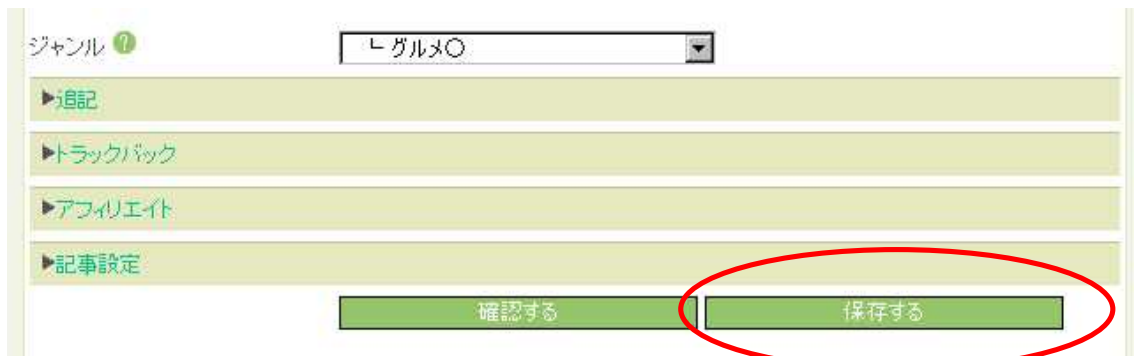 ジャンル ?
└ グルメ○
▶追記
▶トラックバック
▶アフィリエイト
▶記事設定
確認する
保存する